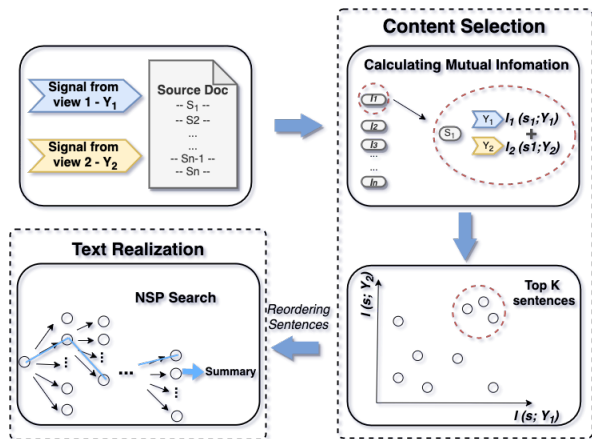 Content Selection
Signal from
view 1 - Y1
Signal from
view 2 - Y2
Source Doc
-- S1 --
-- S2 --
...
...
-- Sn-1 --
-- Sn --
Calculating Mutual Infomation
I1
I2
I3
...
...
In
S1
Y1
I1 (s1;Y1)
+
Y2
I2 (s1;Y2)
Top K
sentences
I (s; Y2)
I (s; Y1)
Reordering
Sentences
Text Realization
NSP Search
...
Summary